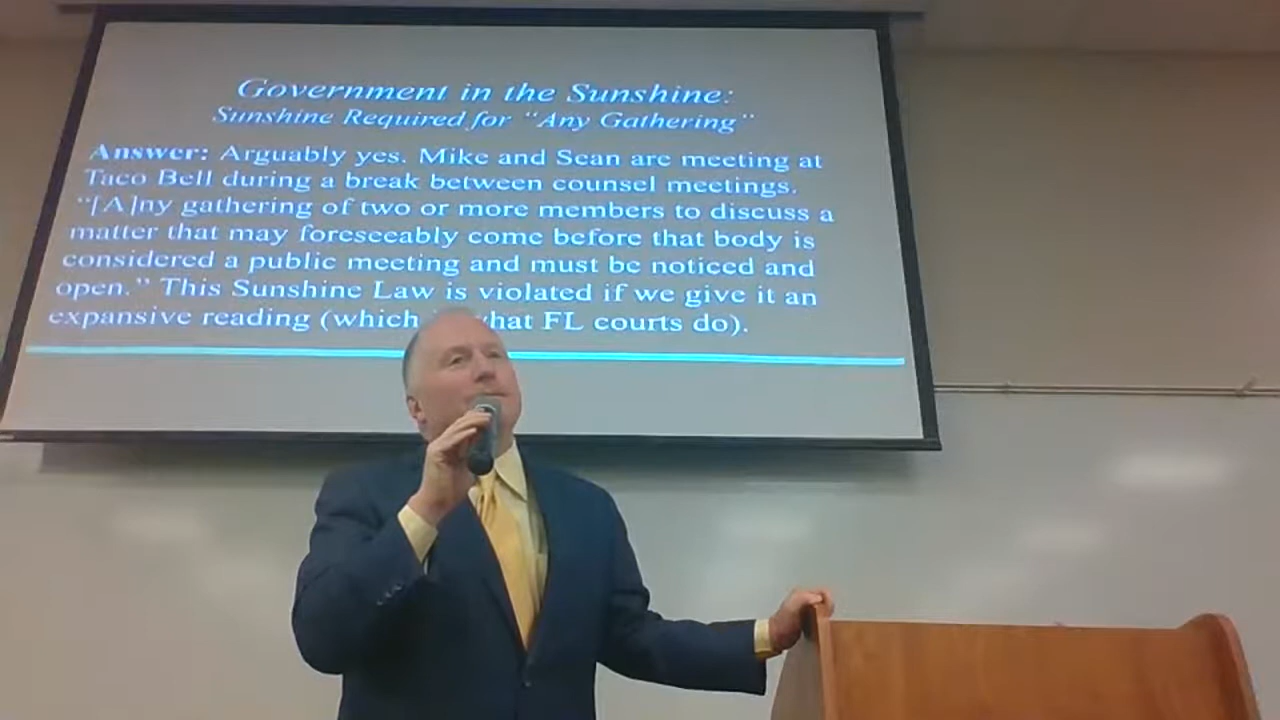 Government in the Sunshine:
Sunshine Required for "Any Gathering"
Answer: Arguably yes. Mike and Sean are meeting at
Taco Bell during a break between counsel meetings.
"[A]ny gathering of two or more members to discuss a
matter that may foreseeably come before that body is
considered a public meeting and must be noticed and
open." This Sunshine Law is violated if we give it an
expansive reading (which hat FL courts do).